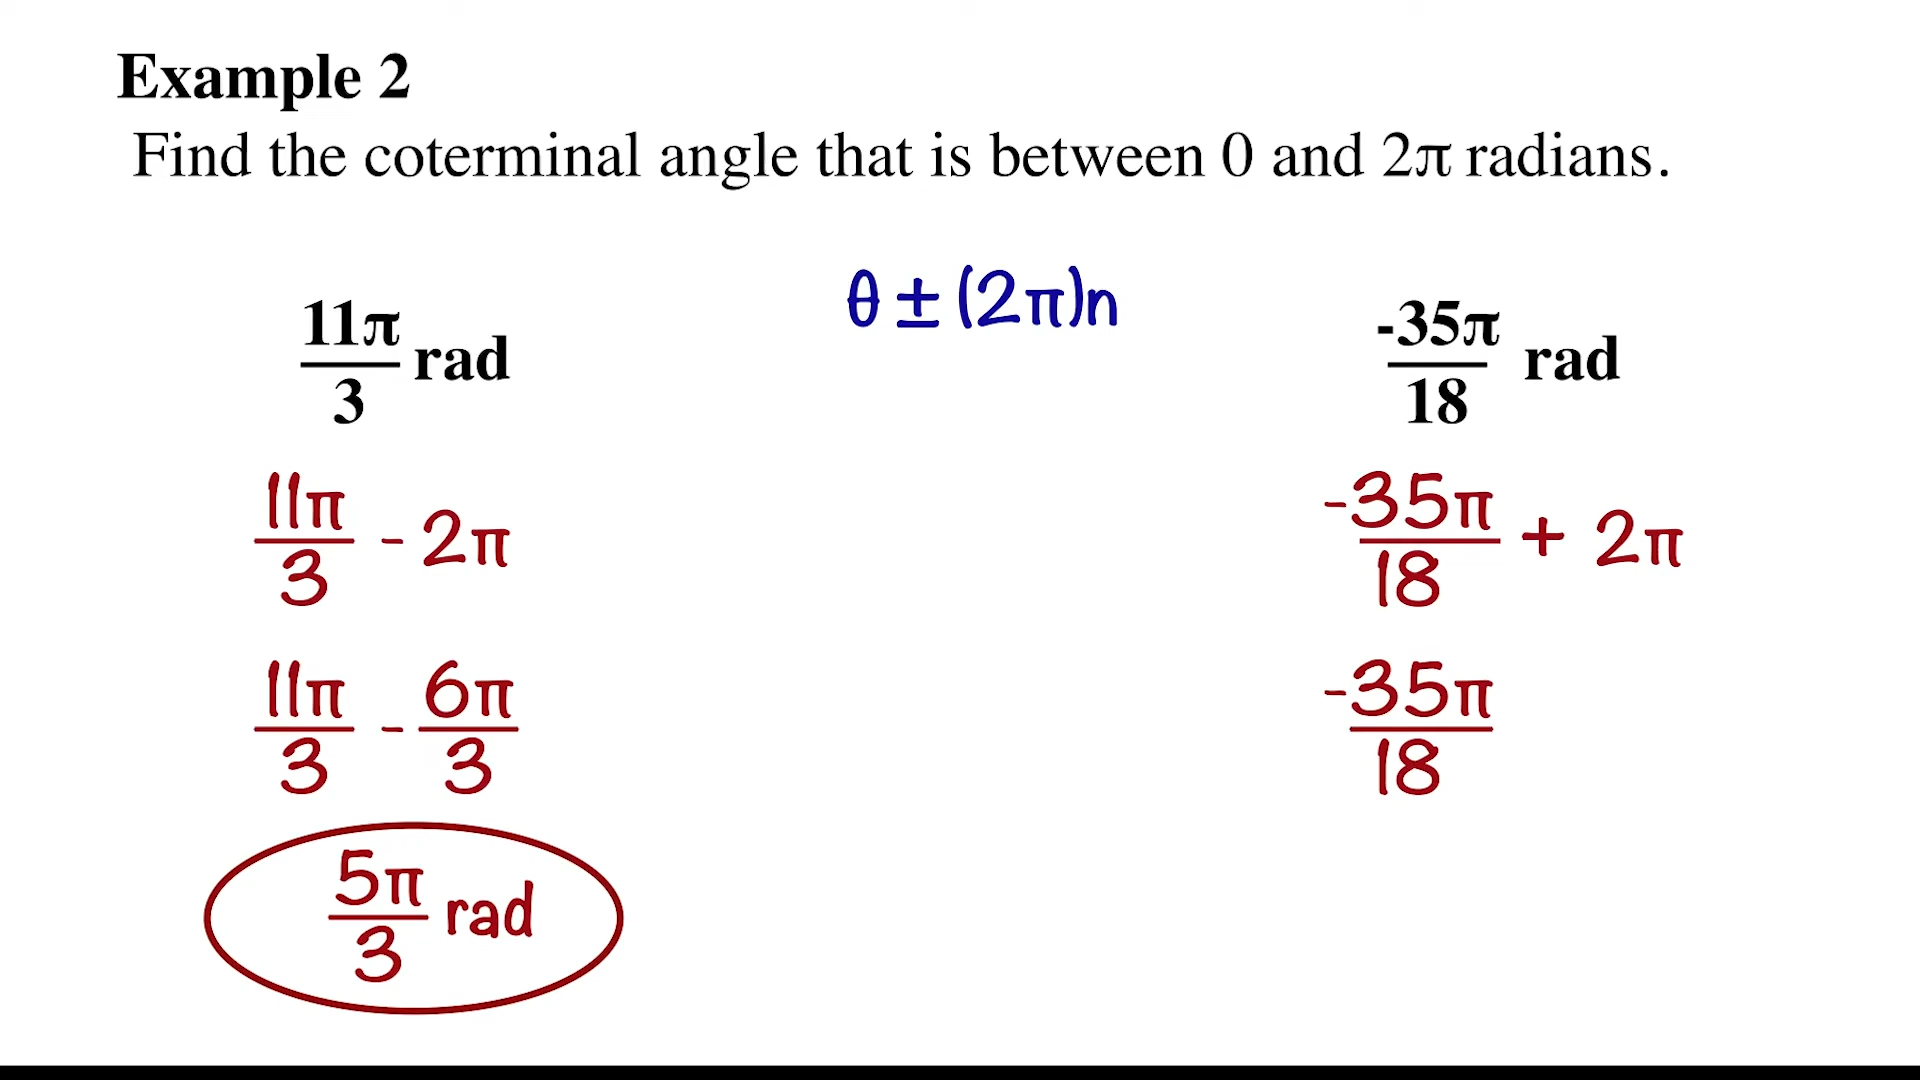 Example 2
Find the coterminal angle that is between 0 and 2π radians.
θ ± (2π)n
11π/3 rad
11π/3 - 2π
11π/3 - 6π/3
5π/3 rad
-35π/18 rad
-35π/18 + 2π
-35π/18